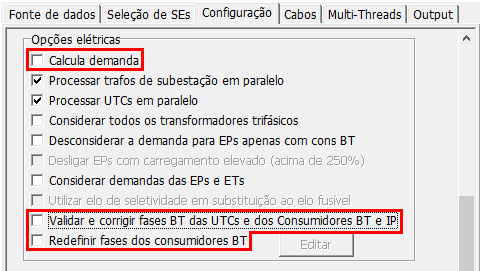 Fonte de dados Seleção de SEs Configuração Cabos Multi-Threads Output
Opções elétricas
Calcula demanda
Processar trafos de subestação em paralelo
Processar UTCs em paralelo
Considerar todos os transformadores trifásicos
Desconsiderar a demanda para EPs apenas com cons BT
Desligar EPs com carregamento elevado (acima de 250%)
Considerar demandas das EPs e ETs
Utilizar elo de seletividade em substituição ao elo fusível
Validar e corrigir fases BT das UTCs e dos Consumidores BT e IP
Redefinir fases dos consumidores BT Editar